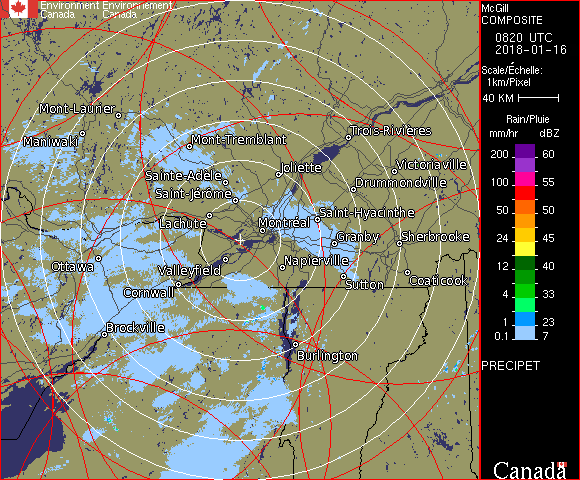 Environment Environnement
Canada Canada
McGill
COMPOSITE
0820 UTC
2018-01-16
Scale/Échelle:
1km/Pixel
40 KM
Rain/Pluie
mm/hr dBZ
200 60
150 57
100 55
50 50
24 45
12 40
4 33
1 23
0.1 7
PRECIPET
Canada
Mont-Laurier
Maniwaki
Mont-Tremblant
Trois-Rivières
Sainte-Adèle
Joliette
Victoriaville
Saint-Jérôme
Drummondville
Lachute
Montréal
Saint-Hyacinthe
Granby
Sherbrooke
Ottawa
Valleyfield
Napierville
Cornwall
Sutton
Coaticook
Brockville
Burlington